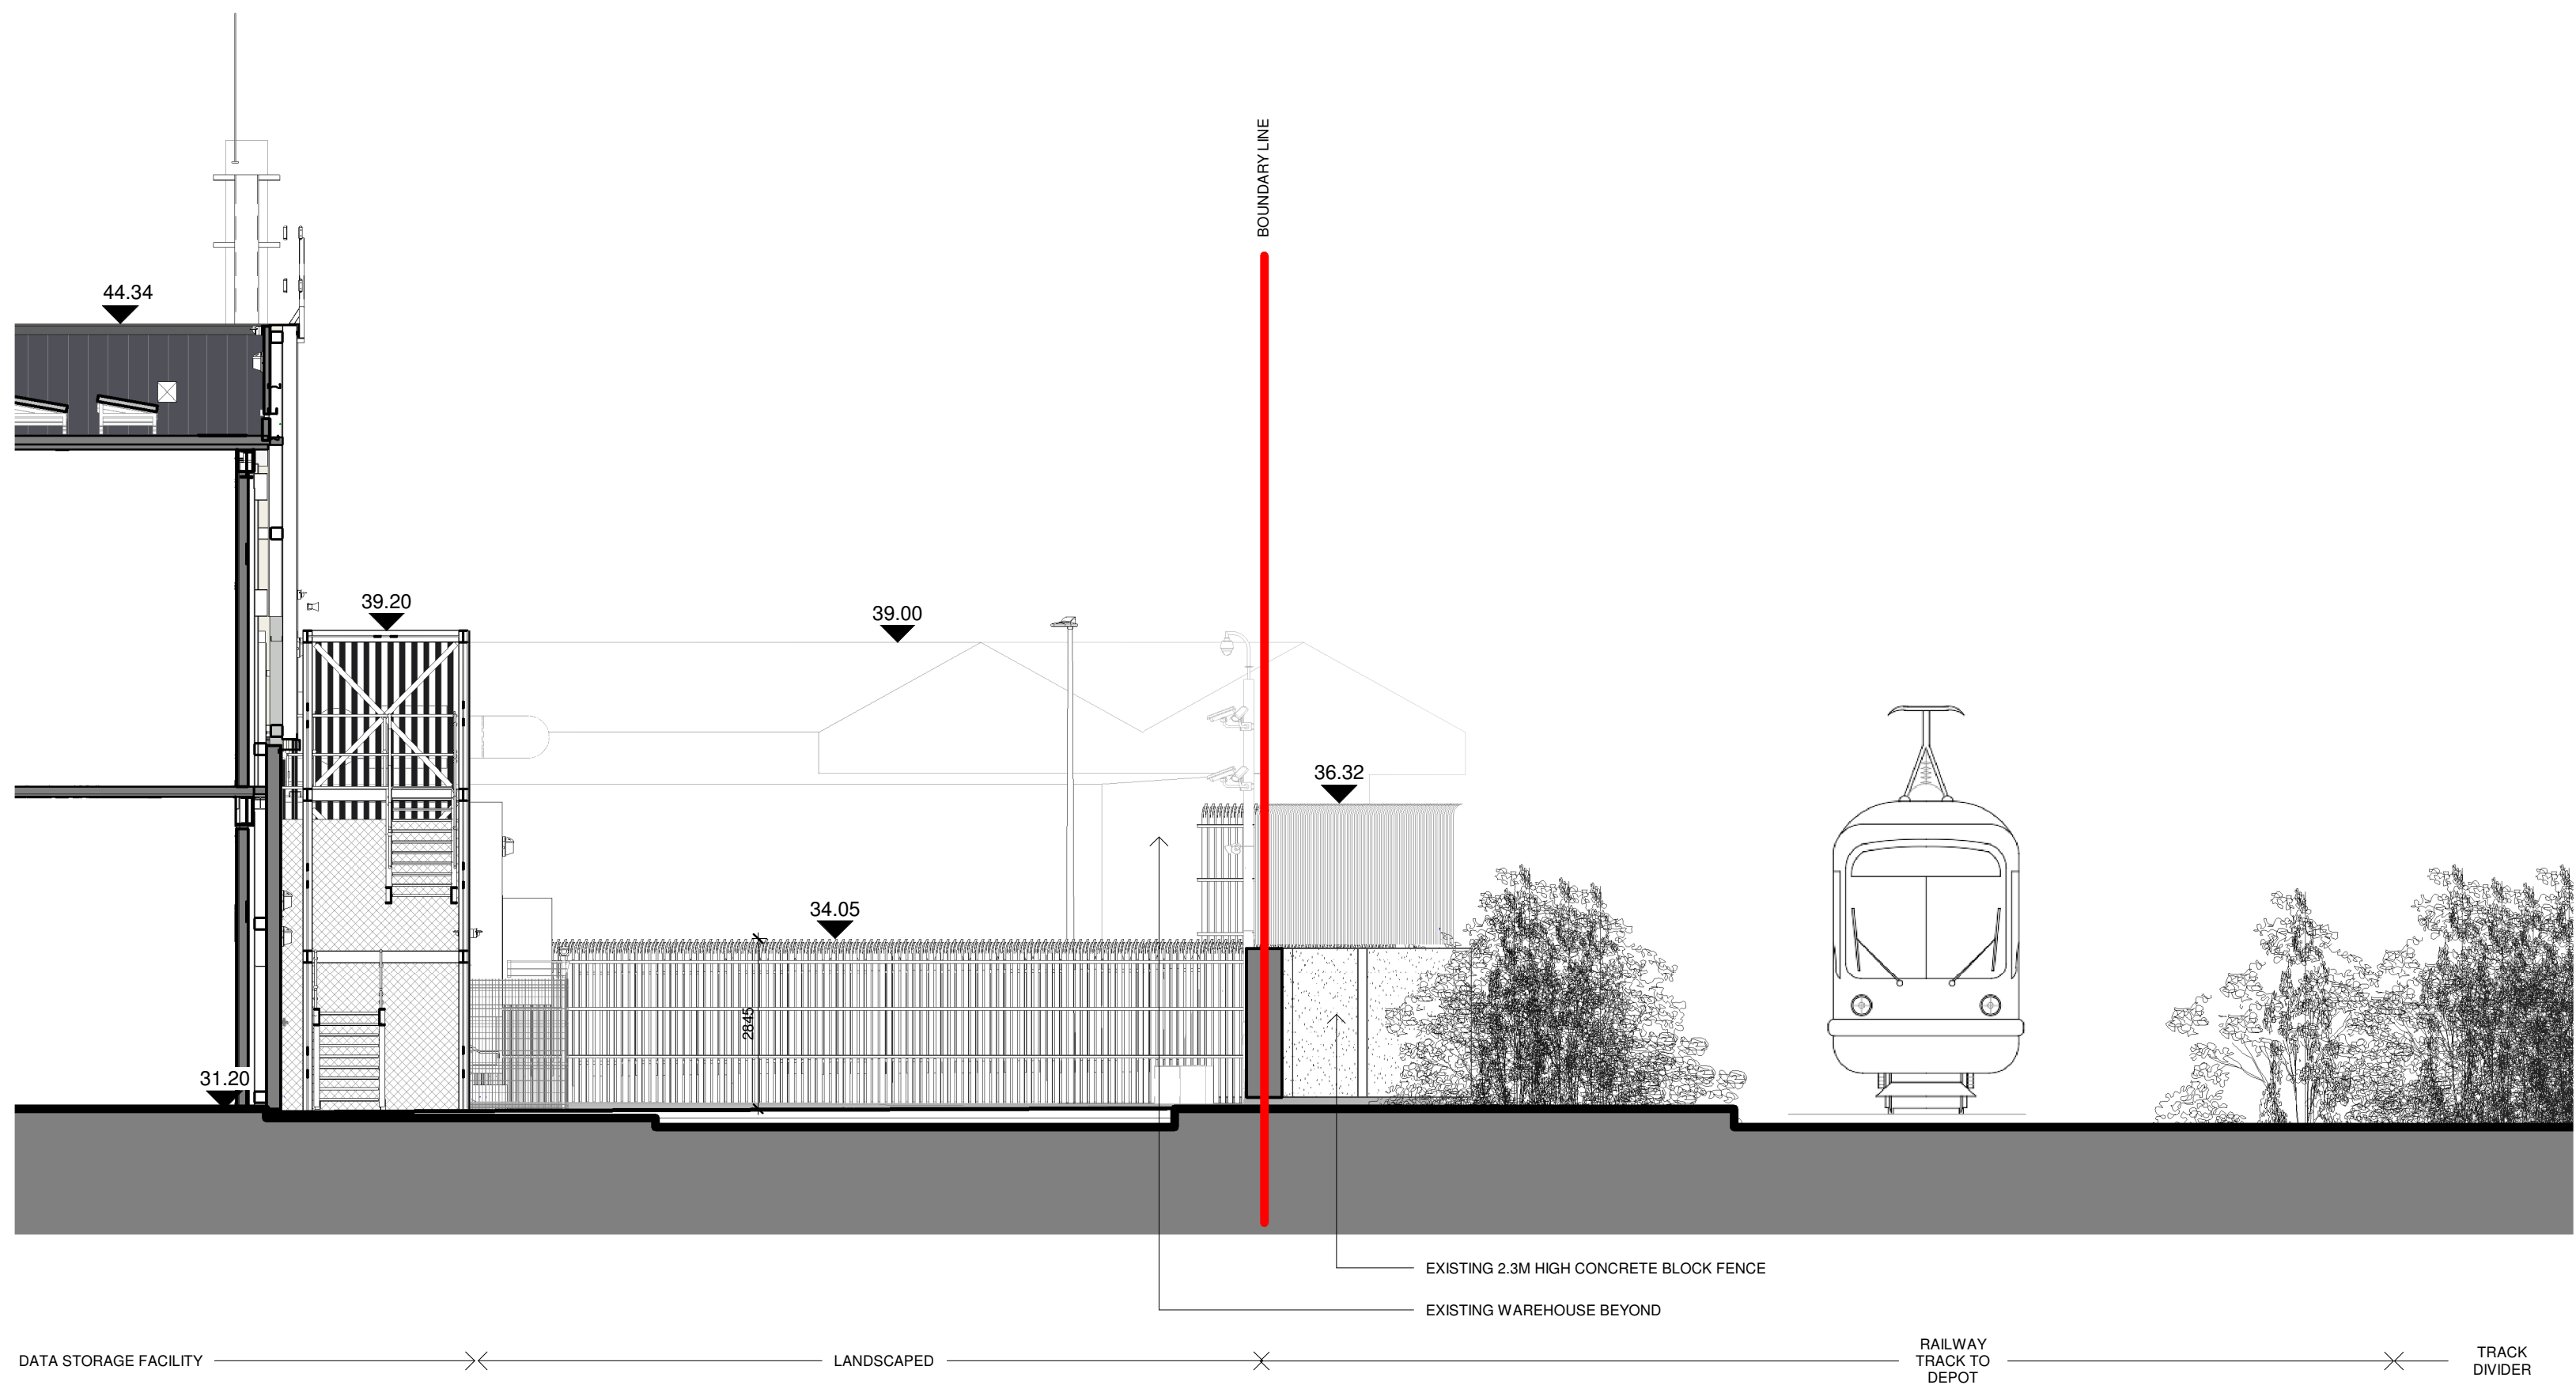 BOUNDARY LINE
44.34
39.20
39.00
36.32
34.05
2845
31.20
EXISTING 2.3M HIGH CONCRETE BLOCK FENCE
EXISTING WAREHOUSE BEYOND
DATA STORAGE FACILITY
LANDSCAPED
RAILWAY
TRACK TO
DEPOT
TRACK
DIVIDER